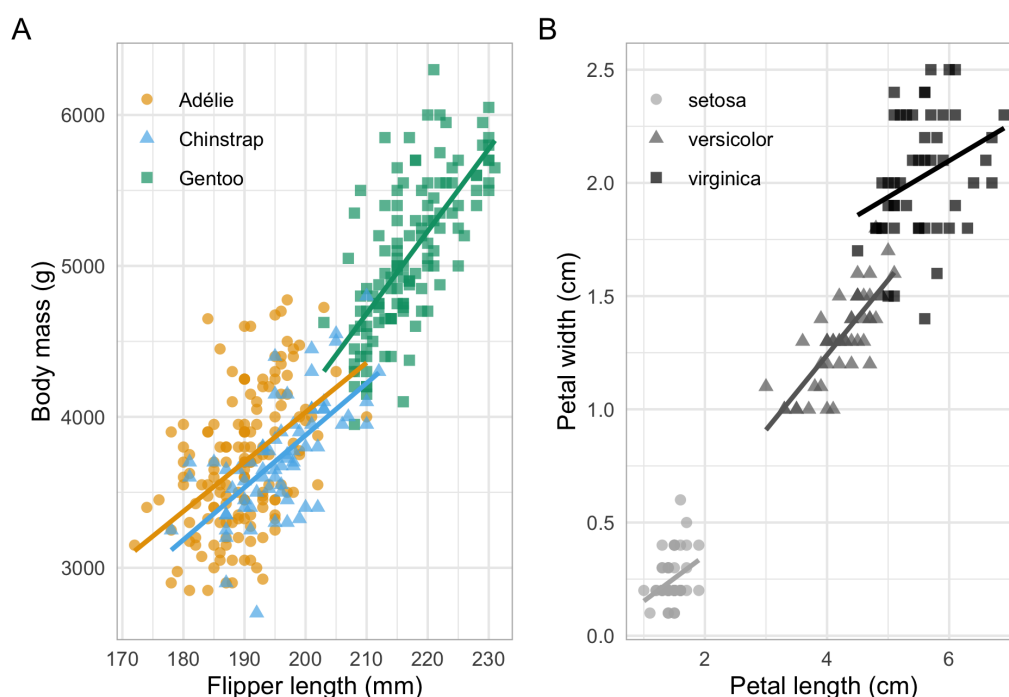 A
Body mass (g)
6000
5000
4000
3000
Adélie
Chinstrap
Gentoo
170 180 190 200 210 220 230
Flipper length (mm)
B
Petal width (cm)
2.5
2.0
1.5
1.0
0.5
0.0
setosa
versicolor
virginica
2 4 6
Petal length (cm)